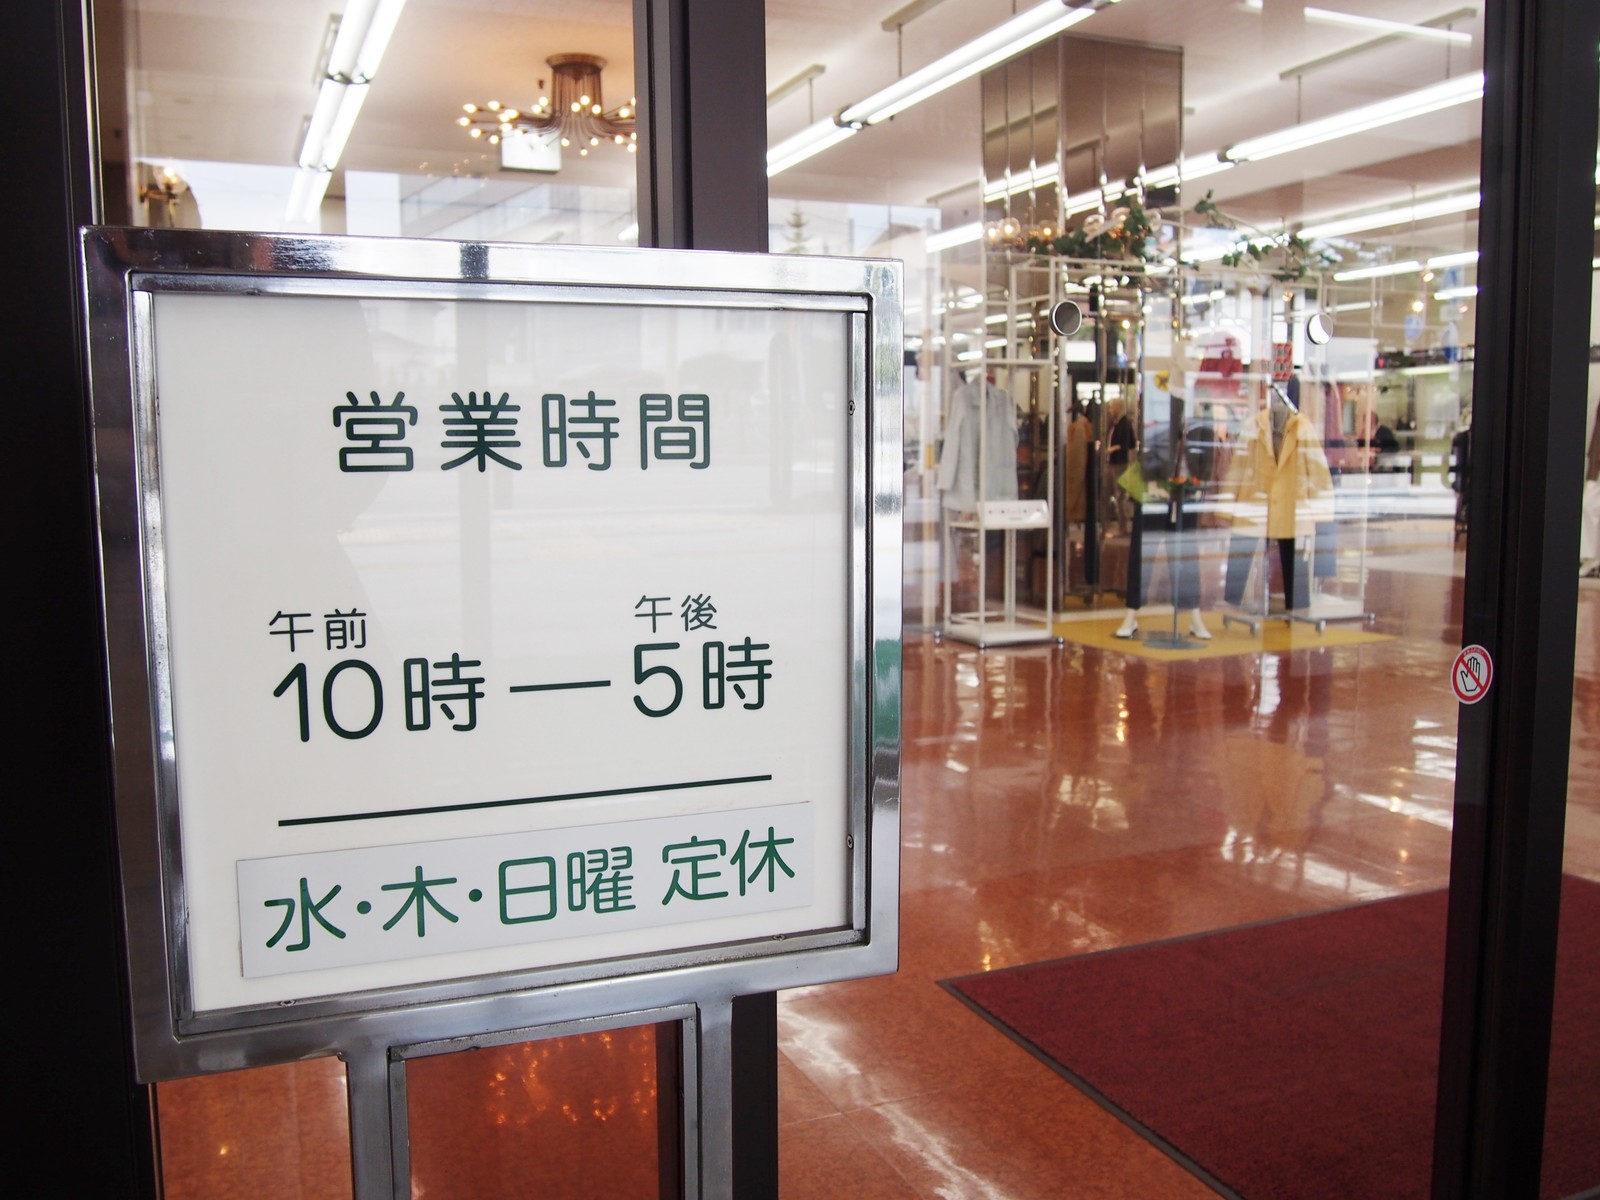 営業時間
午前 午後
10時―5時
水・木・日曜 定休